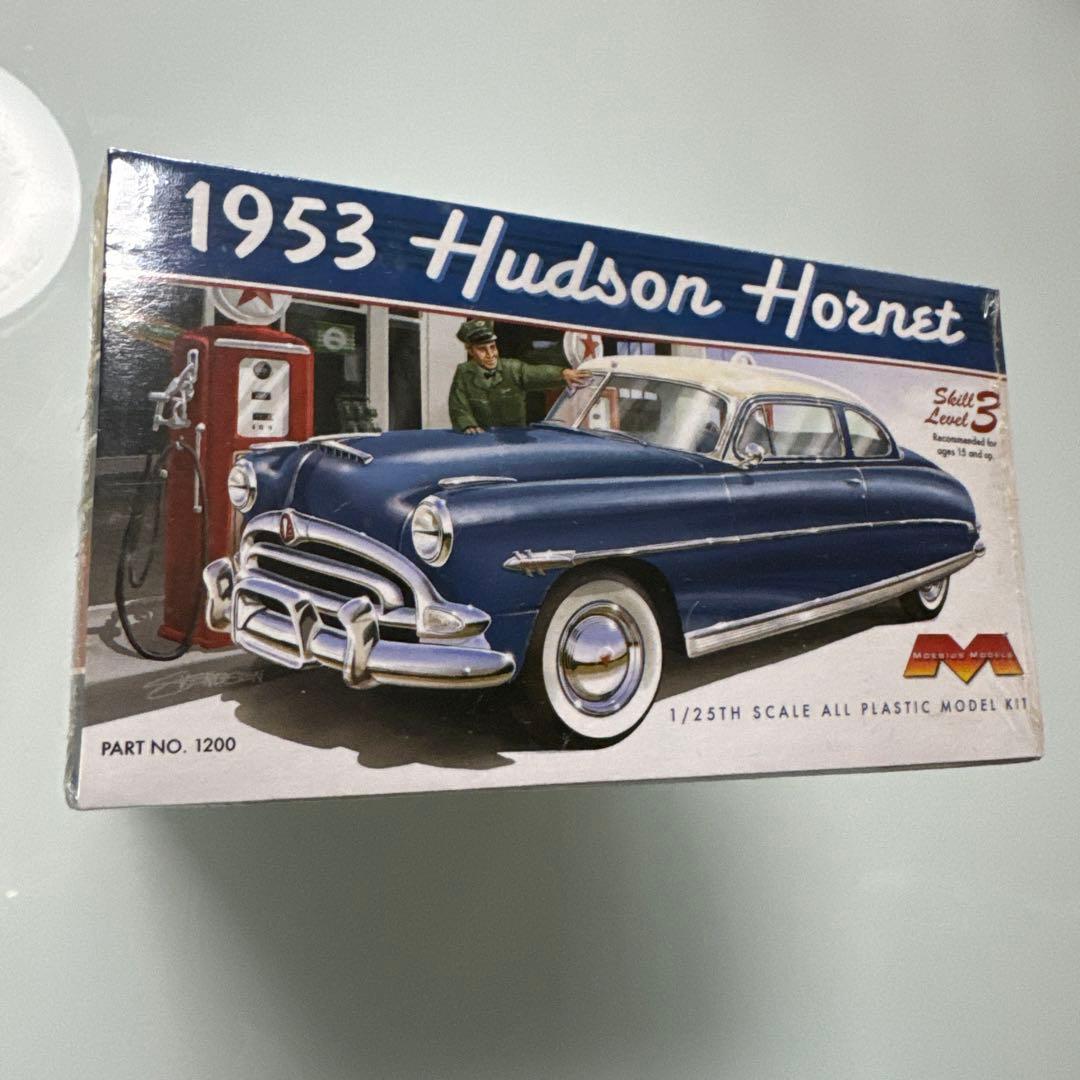 1953 Hudson Hornet
Skill
Level 3
Recommended for
ages 15 and up.
MOEBIUS MODELS
1/25TH SCALE ALL PLASTIC MODEL KIT
PART NO. 1200